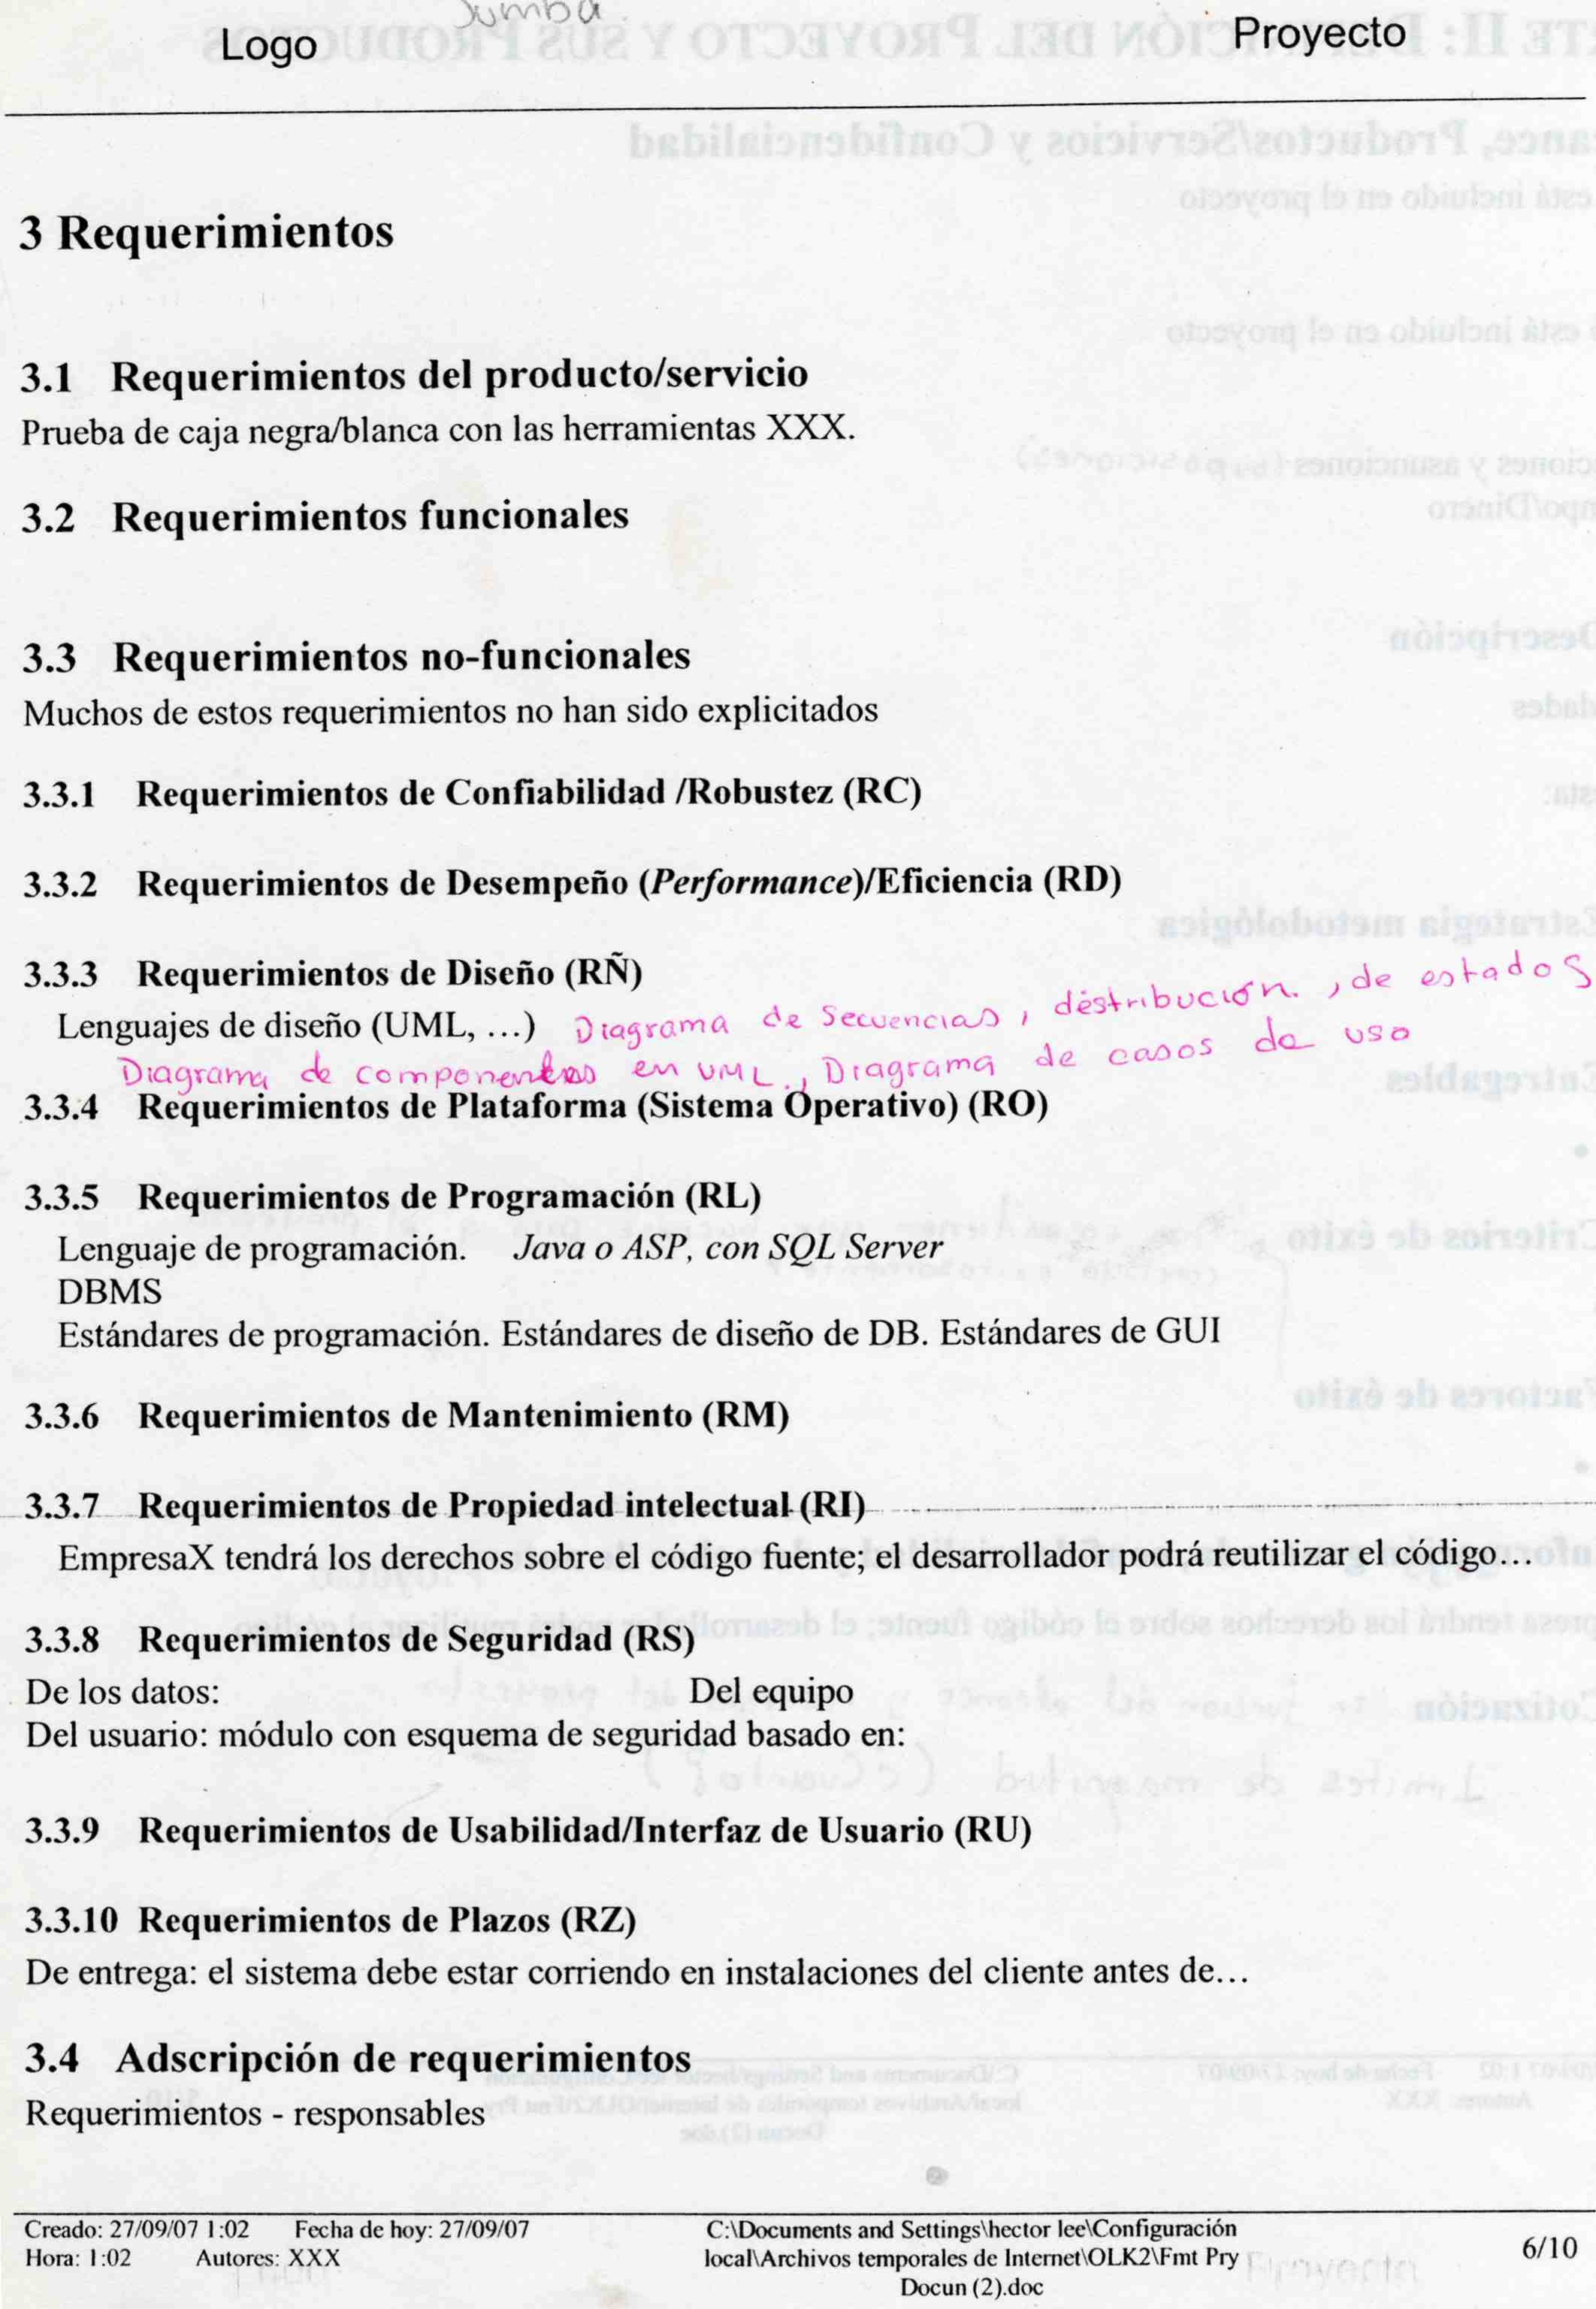 Jumba
Logo Proyecto
3 Requerimientos
3.1 Requerimientos del producto/servicio
Prueba de caja negra/blanca con las herramientas XXX.
3.2 Requerimientos funcionales
3.3 Requerimientos no-funcionales
Muchos de estos requerimientos no han sido explicitados
3.3.1 Requerimientos de Confiabilidad /Robustez (RC)
3.3.2 Requerimientos de Desempeño (Performance)/Eficiencia (RD)
3.3.3 Requerimientos de Diseño (RÑ)
Lenguajes de diseño (UML, ...) Diagrama de Secuencias, destribución. , de estados
Diagrama de componentes en UML., Diagrama de casos de uso
3.3.4 Requerimientos de Plataforma (Sistema Operativo) (RO)
3.3.5 Requerimientos de Programación (RL)
Lenguaje de programación. Java o ASP, con SQL Server
DBMS
Estándares de programación. Estándares de diseño de DB. Estándares de GUI
3.3.6 Requerimientos de Mantenimiento (RM)
3.3.7 Requerimientos de Propiedad intelectual (RI)
EmpresaX tendrá los derechos sobre el código fuente; el desarrollador podrá reutilizar el código...
3.3.8 Requerimientos de Seguridad (RS)
De los datos: Del equipo
Del usuario: módulo con esquema de seguridad basado en:
3.3.9 Requerimientos de Usabilidad/Interfaz de Usuario (RU)
3.3.10 Requerimientos de Plazos (RZ)
De entrega: el sistema debe estar corriendo en instalaciones del cliente antes de...
3.4 Adscripción de requerimientos
Requerimientos - responsables
Creado: 27/09/07 1:02 Fecha de hoy: 27/09/07
Hora: 1:02 Autores: XXX
C:\Documents and Settings\hector lee\Configuración
local\Archivos temporales de Internet\OLK2\Fmt Pry
Docun (2).doc
6/10